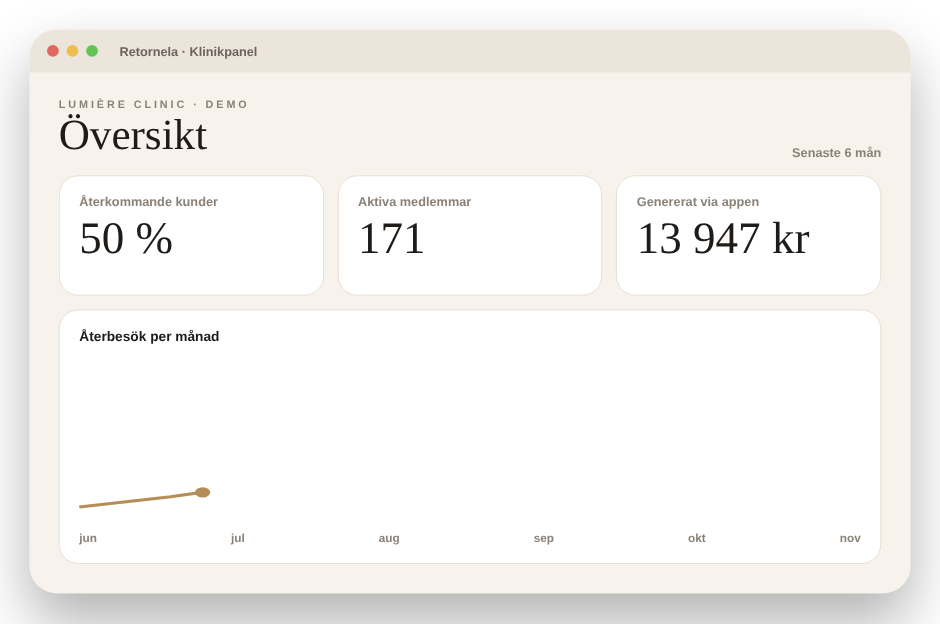 Retornela · Klinikpanel
LUMIÈRE CLINIC · DEMO
Översikt
Senaste 6 mån
Återkommande kunder
50 %
Aktiva medlemmar
171
Genererat via appen
13 947 kr
Återbesök per månad
jun jul aug sep okt nov